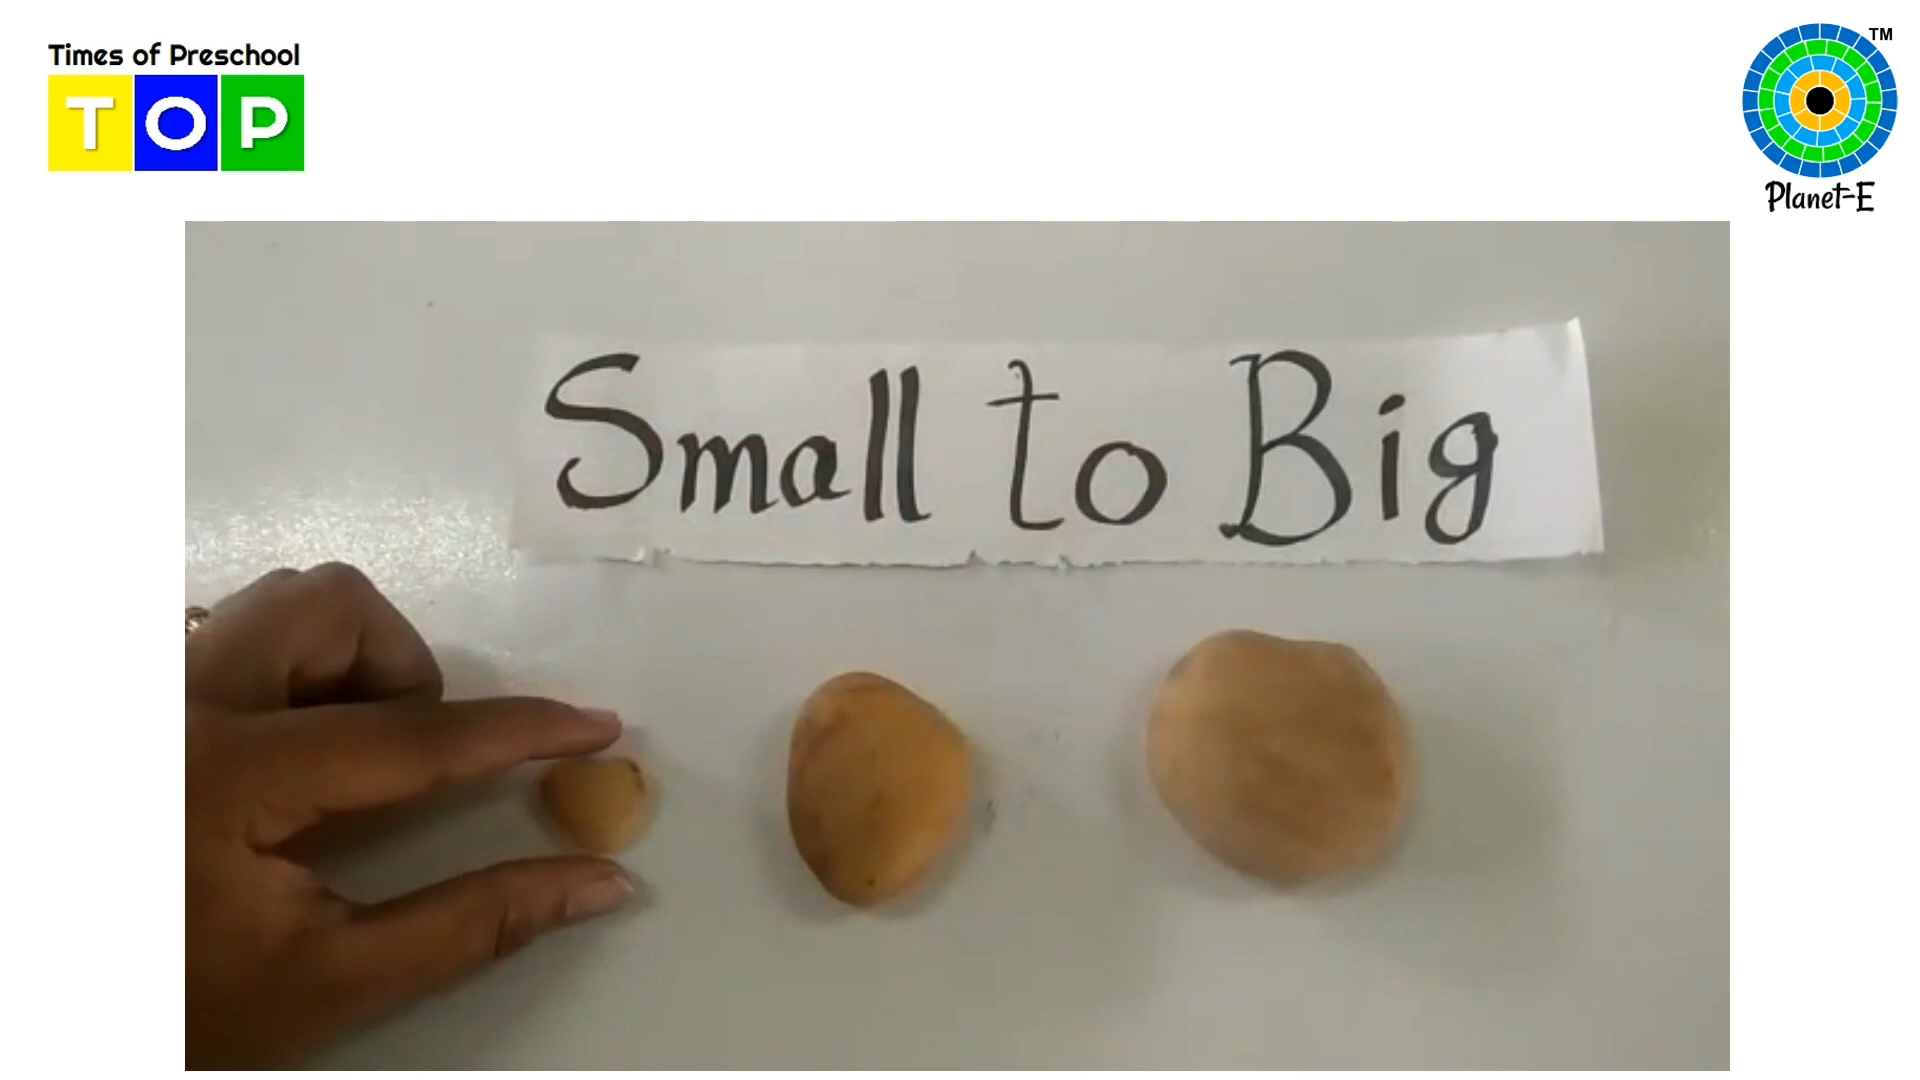 Times of Preschool
TOP
TM
Planet-E
Small to Big